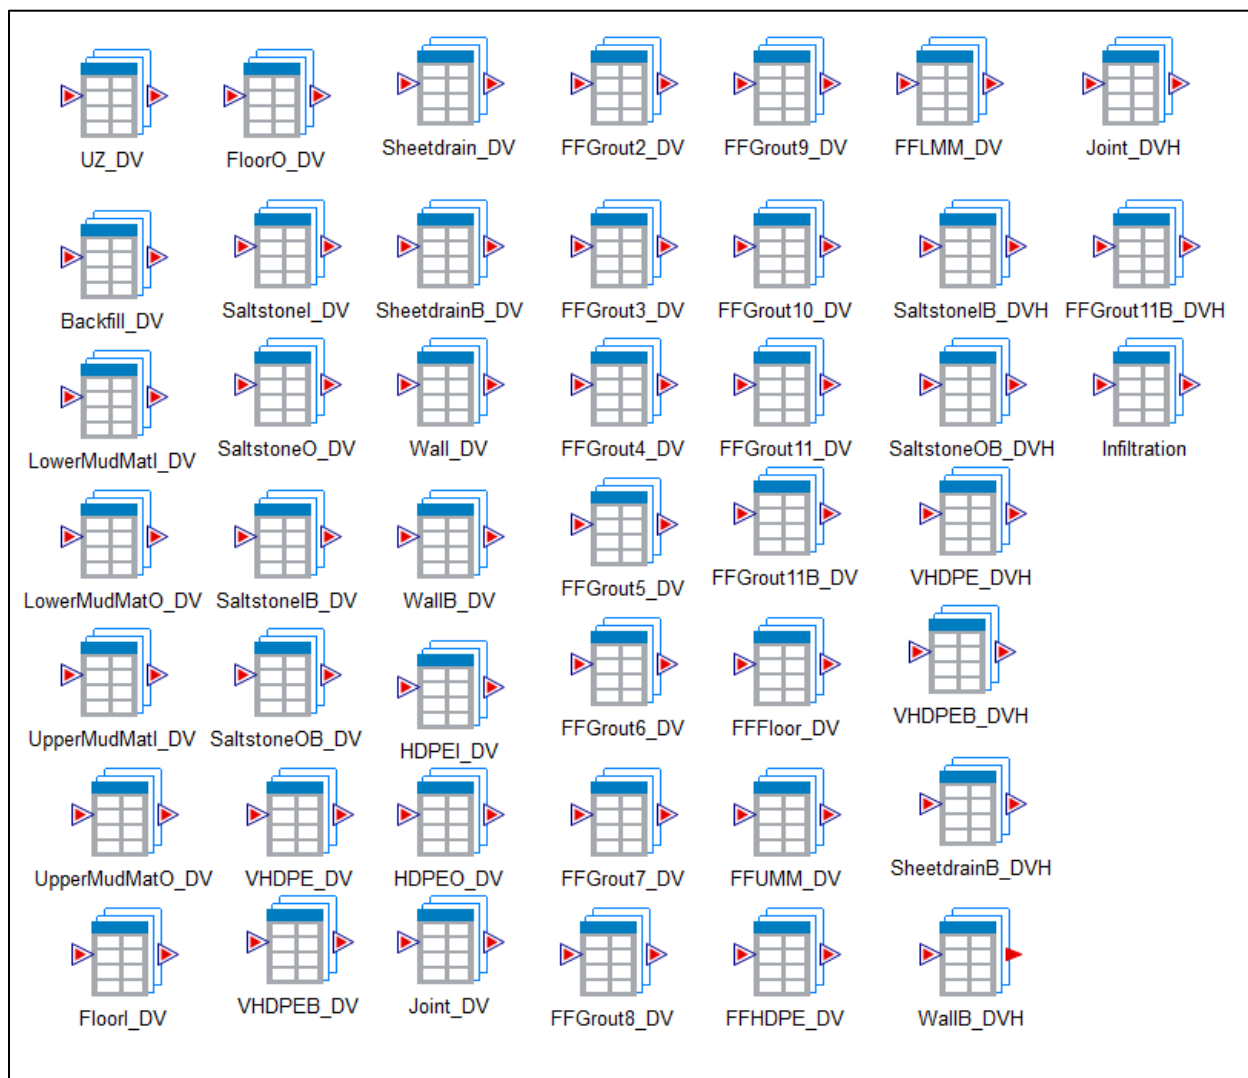 UZ_DV
FloorO_DV
Sheetdrain_DV
FFGrout2_DV
FFGrout9_DV
FFLMM_DV
Joint_DVH
Backfill_DV
SaltstoneI_DV
SheetdrainB_DV
FFGrout3_DV
FFGrout10_DV
SaltstoneIB_DVH
FFGrout11B_DVH
LowerMudMatI_DV
SaltstoneO_DV
Wall_DV
FFGrout4_DV
FFGrout11_DV
SaltstoneOB_DVH
Infiltration
LowerMudMatO_DV
SaltstoneIB_DV
WallB_DV
FFGrout5_DV
FFGrout11B_DV
VHDPE_DVH
UpperMudMatI_DV
SaltstoneOB_DV
HDPEI_DV
FFGrout6_DV
FFFloor_DV
VHDPEB_DVH
UpperMudMatO_DV
VHDPE_DV
HDPEO_DV
FFGrout7_DV
FFUMM_DV
SheetdrainB_DVH
FloorI_DV
VHDPEB_DV
Joint_DV
FFGrout8_DV
FFHDPE_DV
WallB_DVH